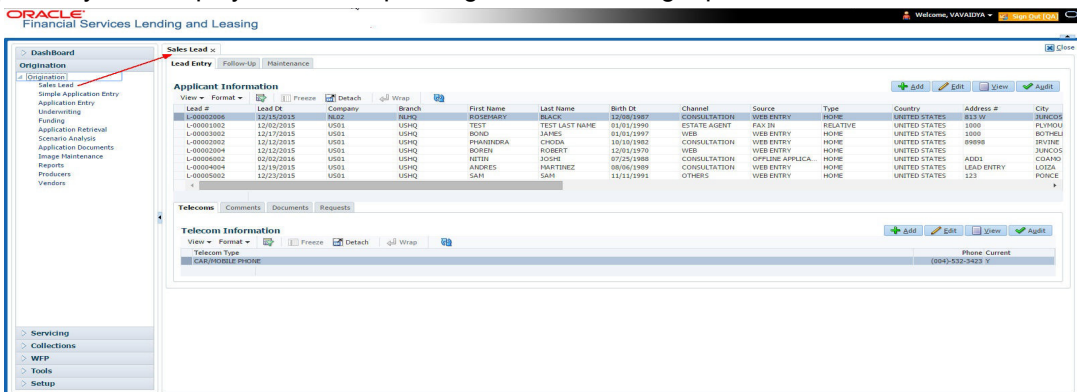 ORACLE
Financial Services Lending and Leasing
Welcome, VAVAIDYA
Sign Out [QA]
DashBoard
Origination
Origination
Sales Lead
Simple Application Entry
Application Entry
Underwriting
Funding
Application Retrieval
Scenario Analysis
Application Documents
Image Maintenance
Reports
Producers
Vendors
Servicing
Collections
WFP
Tools
Setup
Sales Lead
Close
Lead Entry Follow-Up Maintenance
Applicant Information
Add Edit View Audit
View Format Freeze Detach Wrap
Lead # Lead Dt Company Branch First Name Last Name Birth Dt Channel Source Type Country Address # City
L-00002006 12/15/2015 NL02 NLHQ ROSEMARY BLACK 12/08/1987 CONSULTATION WEB ENTRY HOME UNITED STATES 813 W JUNCOS
L-00001002 12/02/2015 US01 USHQ TEST TEST LAST NAME 01/01/1990 ESTATE AGENT FAX IN RELATIVE UNITED STATES 1000 PLYMOU
L-00003002 12/17/2015 US01 USHQ BOND JAMES 01/01/1997 WEB WEB ENTRY HOME UNITED STATES 1000 BOTHELL
L-00002002 12/12/2015 US01 USHQ PHANINDRA CHODA 10/10/1982 CONSULTATION WEB ENTRY HOME UNITED STATES 89898 IRVINE
L-00002004 12/12/2015 US01 USHQ BOREN ROBERT 12/01/1970 WEB WEB ENTRY HOME UNITED STATES JUNCOS
L-00006002 02/02/2016 US01 USHQ NITIN JOSHI 07/25/1988 CONSULTATION OFFLINE APPLICA... HOME UNITED STATES ADD1 COAMO
L-00004004 12/19/2015 US01 USHQ ANDRES MARTINEZ 08/06/1989 CONSULTATION WEB ENTRY HOME UNITED STATES LEAD ENTRY LOIZA
L-00005002 12/23/2015 US01 USHQ SAM SAM 11/11/1991 OTHERS WEB ENTRY HOME UNITED STATES 123 PONCE
Telecoms Comments Documents Requests
Telecom Information
Add Edit View Audit
View Format Freeze Detach Wrap
Telecom Type Phone Current
CAR/MOBILE PHONE (004)-532-3423 Y